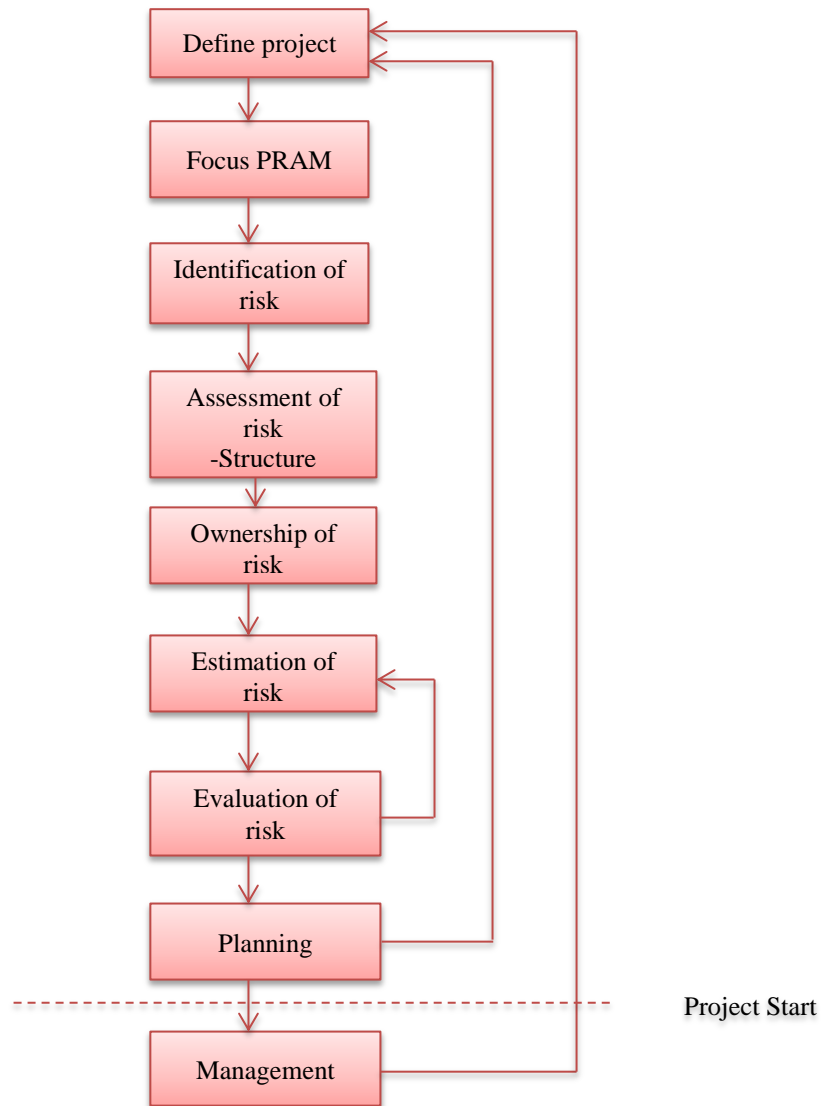 Define project
Focus PRAM
Identification of
risk
Assessment of
risk
-Structure
Ownership of
risk
Estimation of
risk
Evaluation of
risk
Planning
Project Start
Management